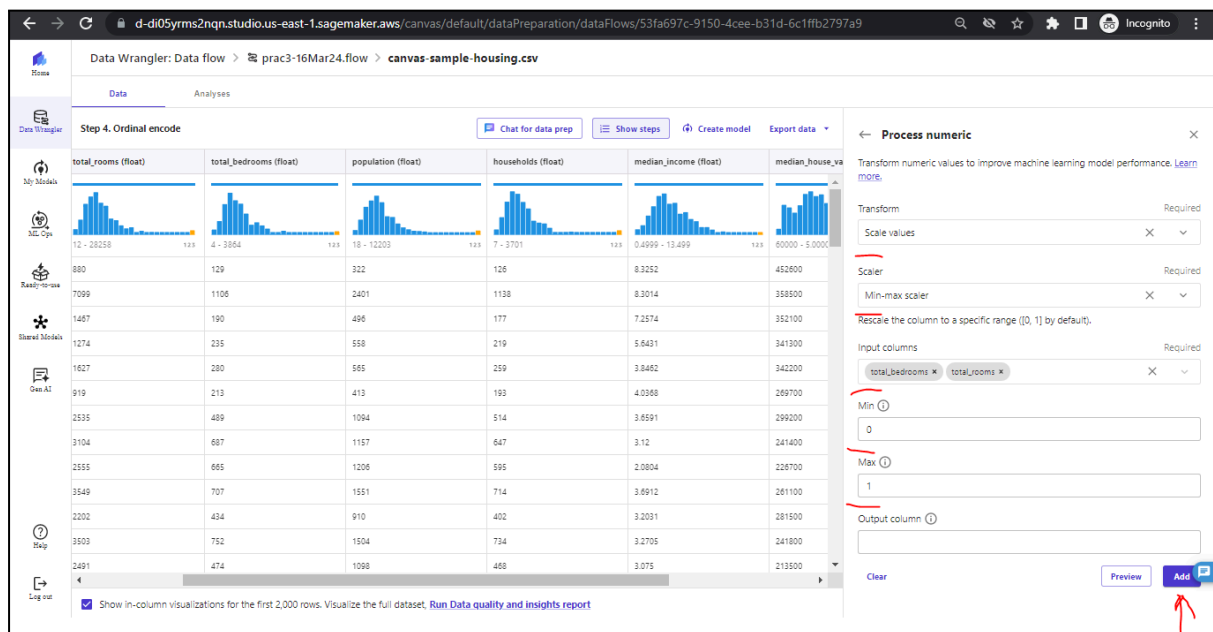 d-di05yrms2nqn.studio.us-east-1.sagemaker.aws/canvas/default/dataPreparation/dataFlows/53fa697c-9150-4cee-b31d-6c1ffb2797a9
Incognito
Home
Data Wrangler
My Models
ML Ops
Ready-to-use
Shared Models
Gen AI
Help
Log out
Data Wrangler: Data flow > prac3-16Mar24.flow > canvas-sample-housing.csv
Data Analyses
Step 4. Ordinal encode Chat for data prep Show steps Create model Export data
total_rooms (float) total_bedrooms (float) population (float) households (float) median_income (float) median_house_va
12 - 28258 123 4 - 3864 123 18 - 12203 123 7 - 3701 123 0.4999 - 13.499 123 60000 - 5.0000
880 129 322 126 8.3252 452600
7099 1106 2401 1138 8.3014 358500
1467 190 496 177 7.2574 352100
1274 235 558 219 5.6431 341300
1627 280 565 259 3.8462 342200
919 213 413 193 4.0368 269700
2535 489 1094 514 3.6591 299200
3104 687 1157 647 3.12 241400
2555 665 1206 595 2.0804 226700
3549 707 1551 714 3.6912 261100
2202 434 910 402 3.2031 281500
3503 752 1504 734 3.2705 241800
2491 474 1098 468 3.075 213500
Show in-column visualizations for the first 2,000 rows. Visualize the full dataset, Run Data quality and insights report
Process numeric
Transform numeric values to improve machine learning model performance. Learn
more.
Transform Required
Scale values
Scaler Required
Min-max scaler
Rescale the column to a specific range ([0, 1] by default).
Input columns Required
total_bedrooms × total_rooms ×
Min
0
Max
1
Output column
Clear Preview Add